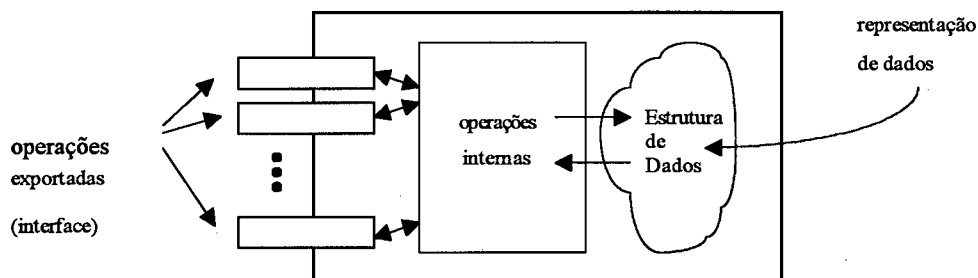 operações
exportadas
(interface)
operações
internas
Estrutura
de
Dados
representação
de dados